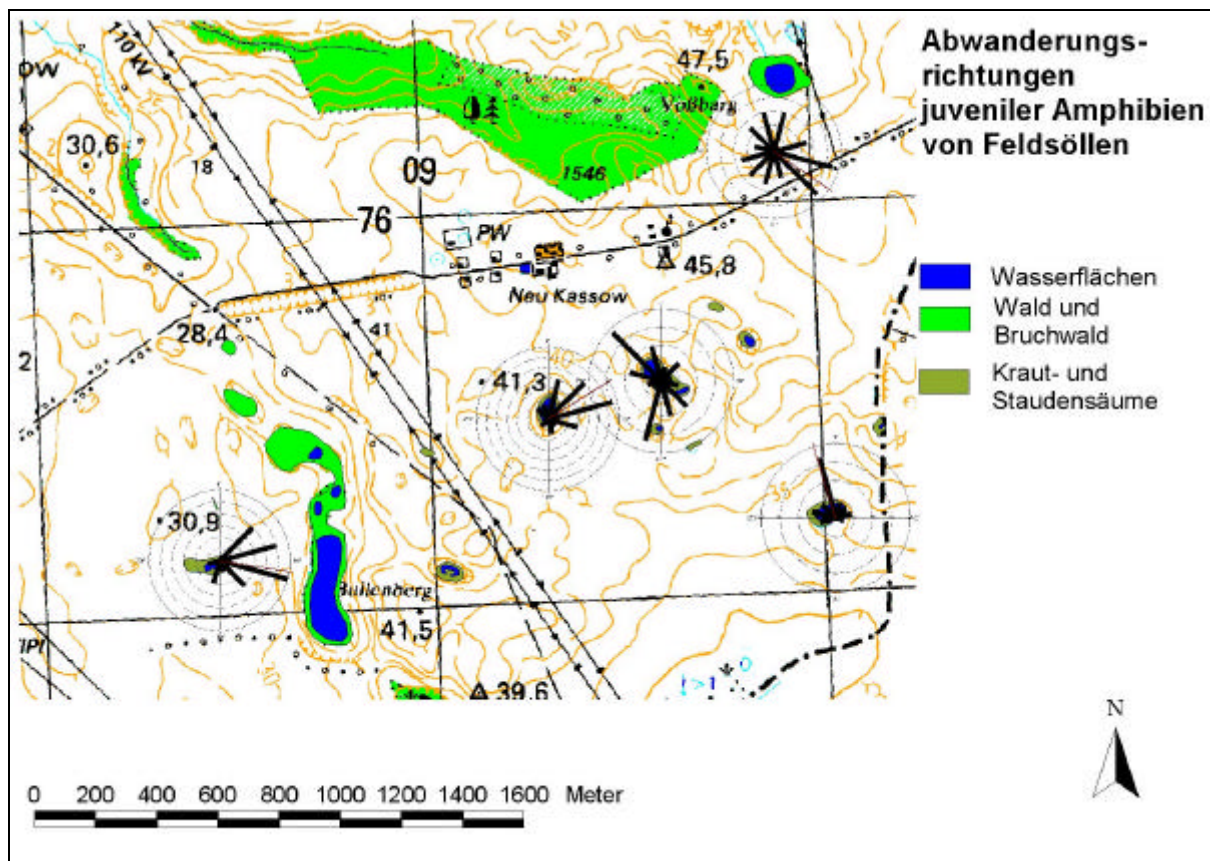 Abwanderungs-
richtungen
juveniler Amphibien
von Feldsöllen
Wasserflächen
Wald und
Bruchwald
Kraut- und
Staudensäume
110 kV
47,5
Voßberg
30,6
18
09
1546
76
PW
45,8
Neu Kassow
28,4
41
2
41,3
35
30,9
Bullenberg
41,5
39,6
N
0 200 400 600 800 1000 1200 1400 1600 Meter